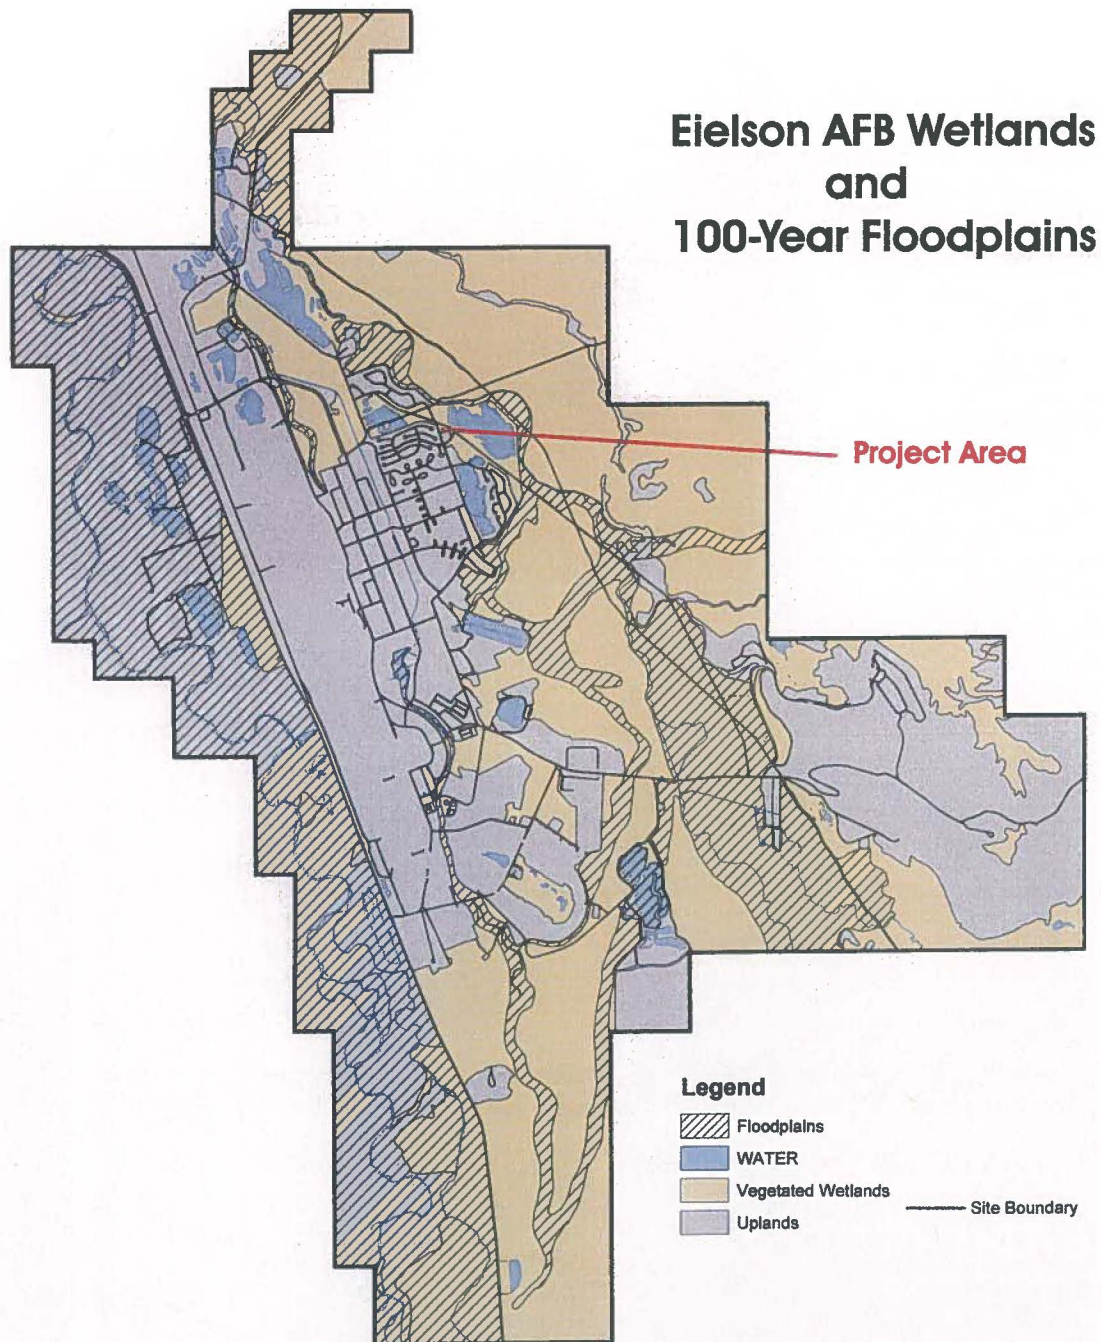 Eielson AFB Wetlands
and
100-Year Floodplains
Project Area
Legend
Floodplains
WATER
Vegetated Wetlands
Uplands
Site Boundary